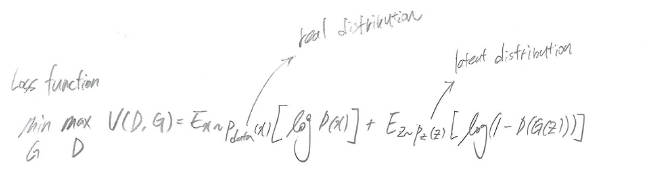 real distribution
latent distribution
Loss function
min max V(D, G) = E x~Pdata(x) [log D(x)] + E z~Pz(z) [log(1 - D(G(z)))]
G D